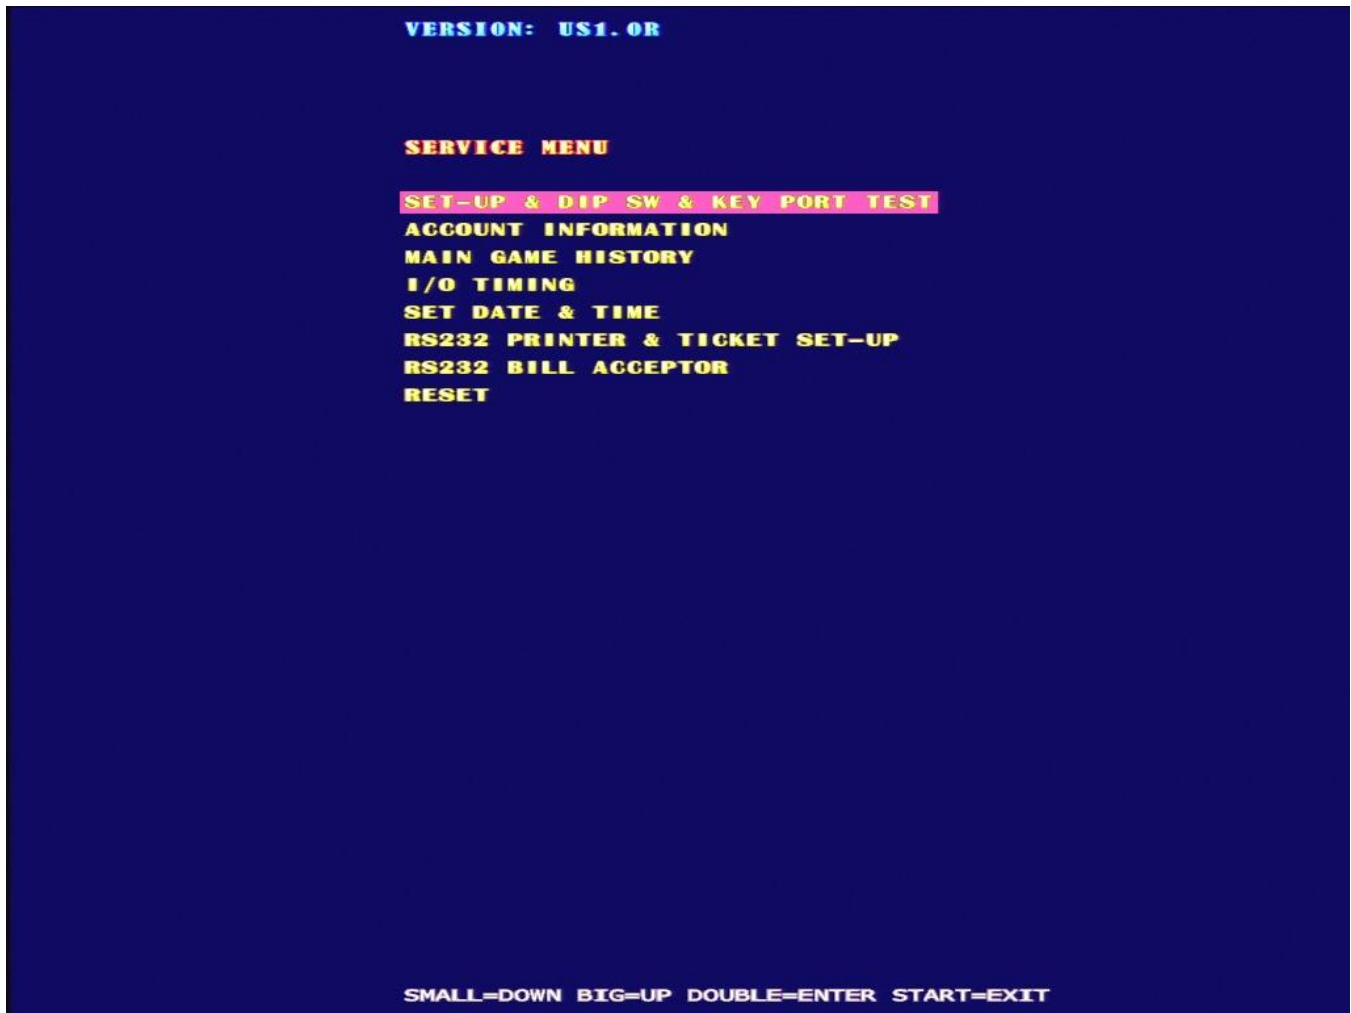 VERSION: US1.0R
SERVICE MENU
SET-UP & DIP SW & KEY PORT TEST
ACCOUNT INFORMATION
MAIN GAME HISTORY
I/O TIMING
SET DATE & TIME
RS232 PRINTER & TICKET SET-UP
RS232 BILL ACCEPTOR
RESET
SMALL=DOWN BIG=UP DOUBLE=ENTER START=EXIT